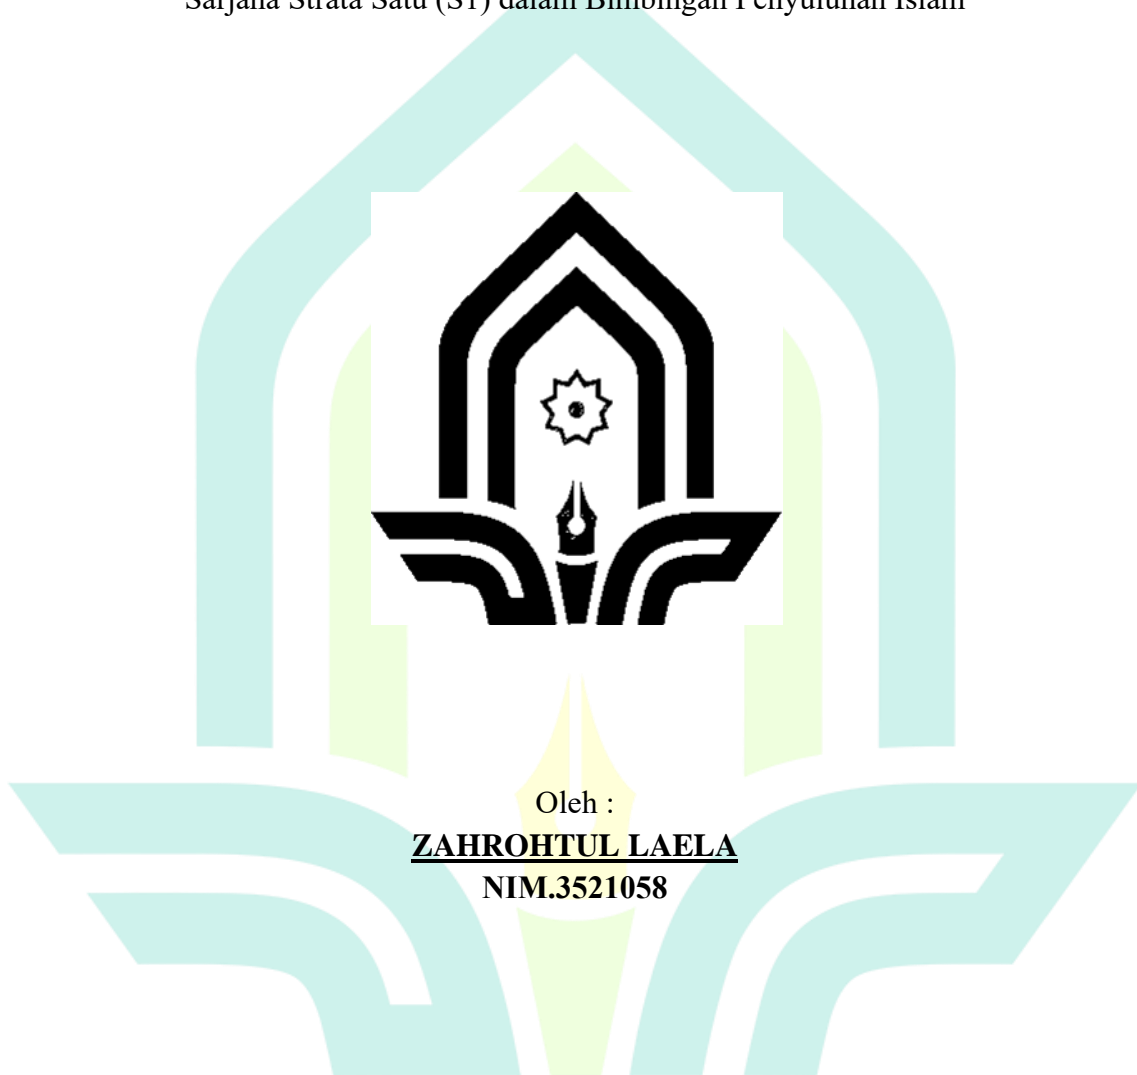 Sarjana Strata Satu (S1) dalam Bimbingan Penyuluhan Islam
Oleh :
ZAHROHTUL LAELA
NIM.3521058